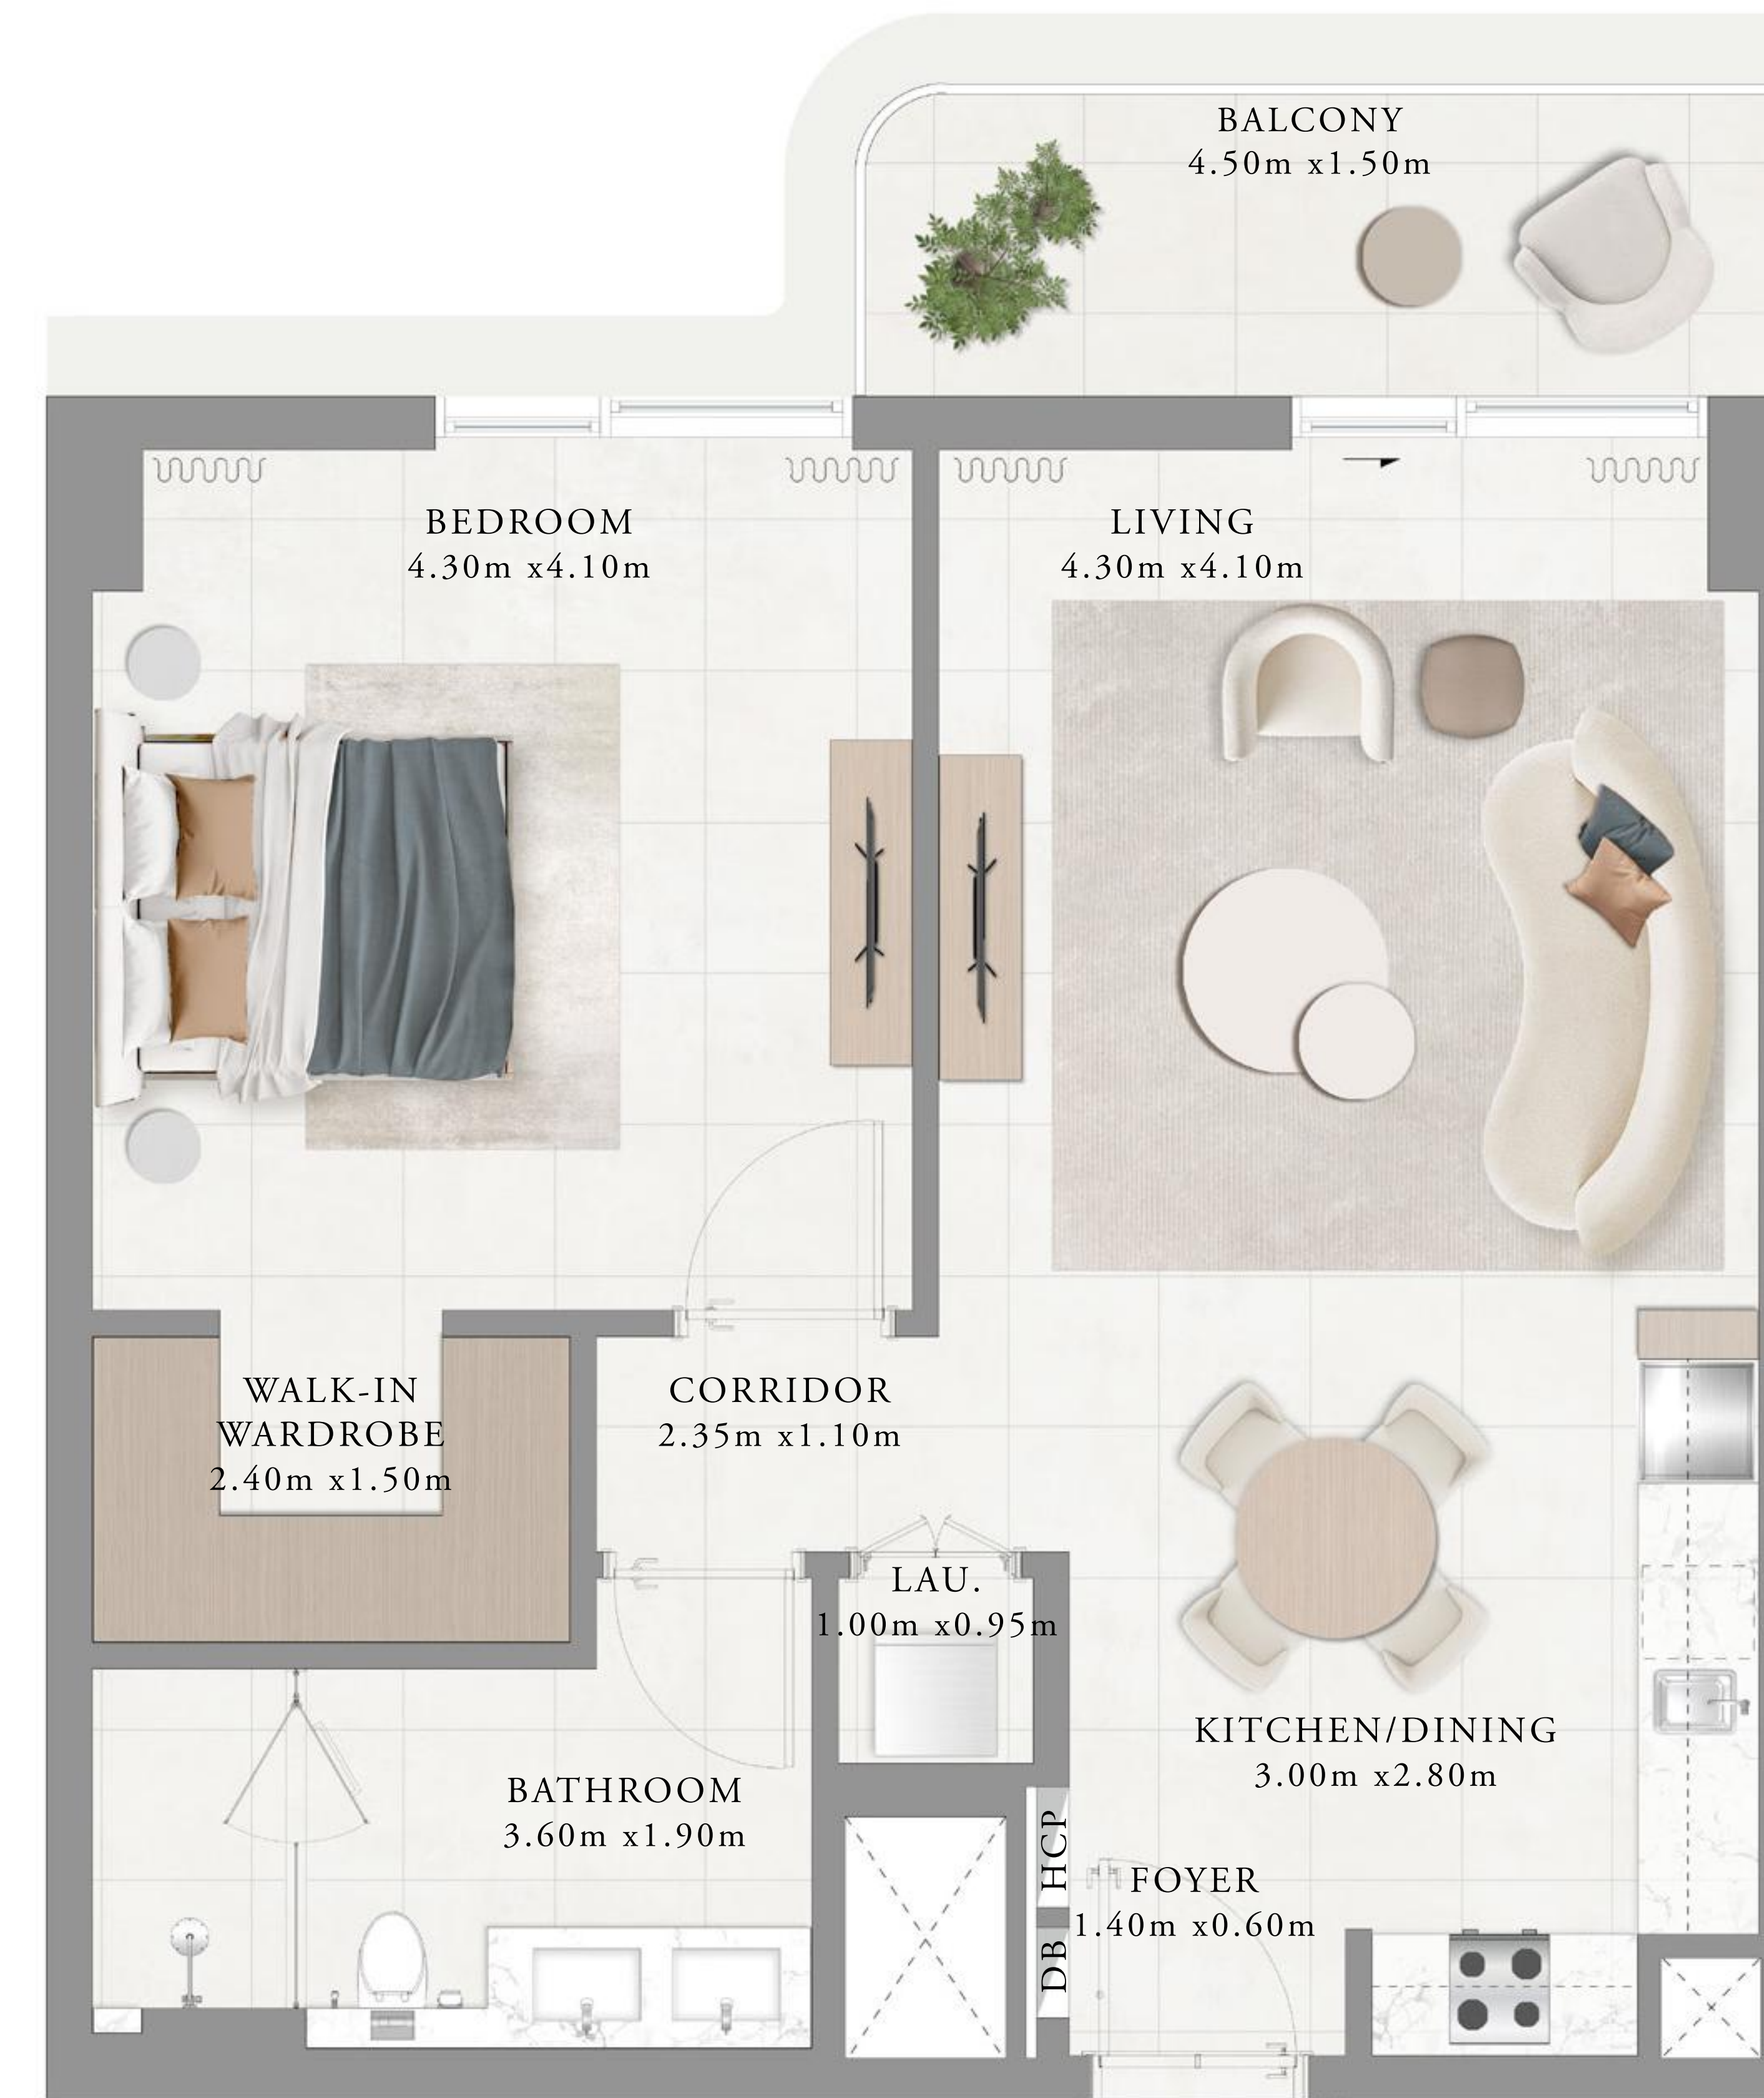 BALCONY
4.50m x1.50m
BEDROOM
4.30m x4.10m
LIVING
4.30m x4.10m
WALK-IN
WARDROBE
2.40m x1.50m
CORRIDOR
2.35m x1.10m
LAU.
1.00m x0.95m
KITCHEN/DINING
3.00m x2.80m
BATHROOM
3.60m x1.90m
HCP
FOYER
1.40m x0.60m
DB